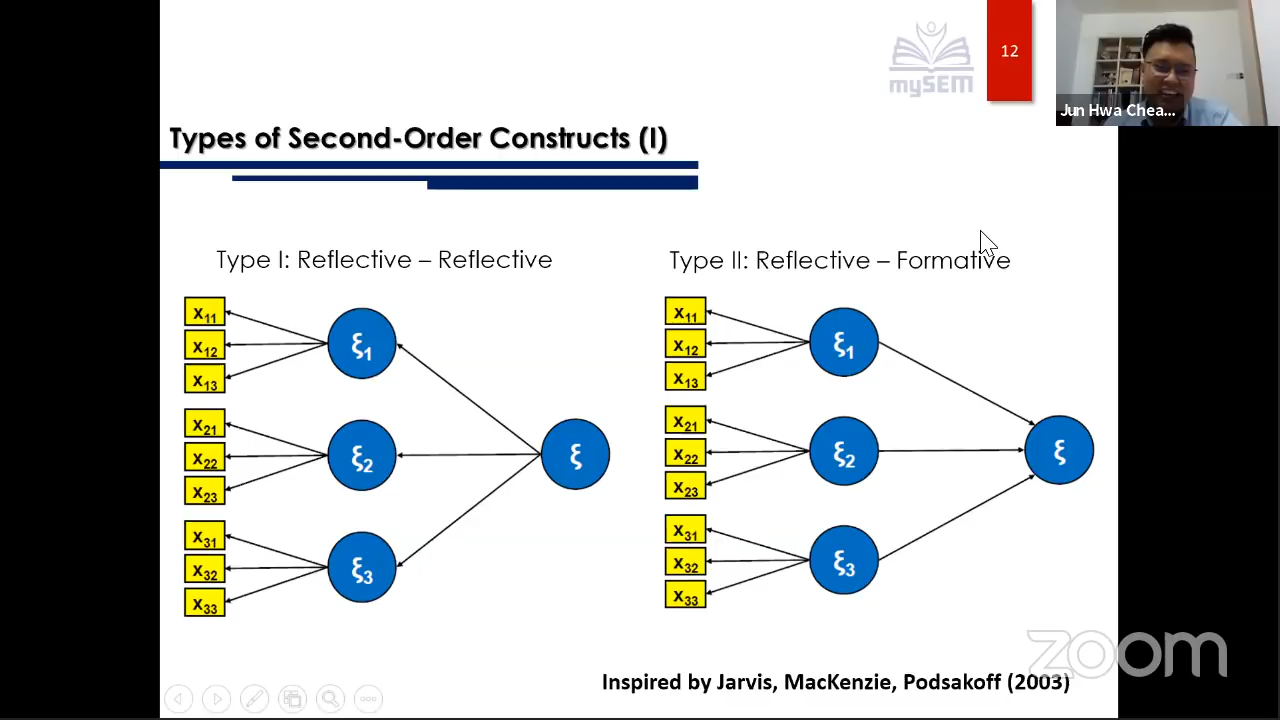 mySEM
12
Jun Hwa Chea...
Types of Second-Order Constructs (I)
Type I: Reflective – Reflective
x11
x12
x13
x21
x22
x23
x31
x32
x33
ξ1
ξ2
ξ3
ξ
Type II: Reflective – Formative
x11
x12
x13
x21
x22
x23
x31
x32
x33
ξ1
ξ2
ξ3
ξ
zoom
Inspired by Jarvis, MacKenzie, Podsakoff (2003)